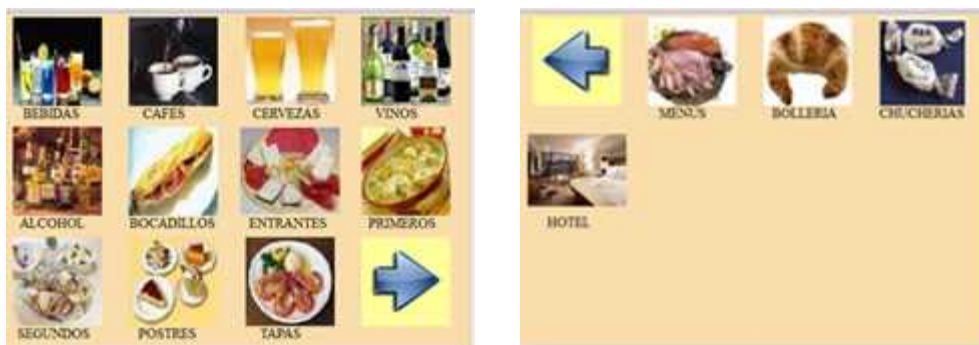 BEBIDAS CAFES CERVEZAS VINOS
ALCOHOL BOCADILLOS ENTRANTES PRIMEROS
SEGUNDOS POSTRES TAPAS
MENUS BOLLERIA CHUCHERIAS
HOTEL